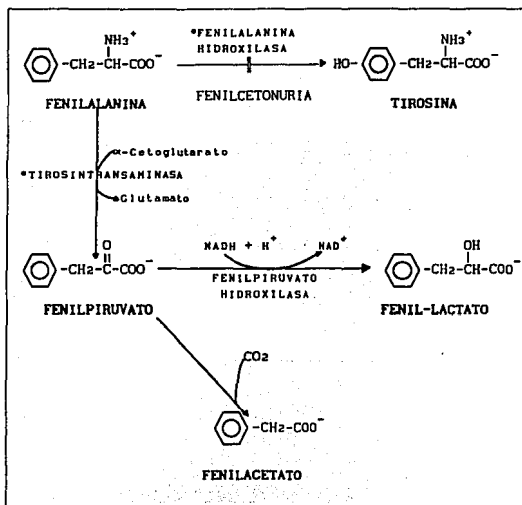 *FENILALANINA
HIDROXILASA
NH3+
-CH2-CH-COO-
NH3+
HO- -CH2-CH-COO-
FENILCETONURIA
FENILALANINA
TIROSINA
α-Cetoglutarato
*TIROSINTRANSAMINASA
Glutamato
O
-CH2-C-COO-
NADH + H+
NAD+
OH
-CH2-CH-COO-
FENILPIRUVATO
HIDROXILASA
FENILPIRUVATO
FENIL-LACTATO
CO2
-CH2-COO-
FENILACETATO